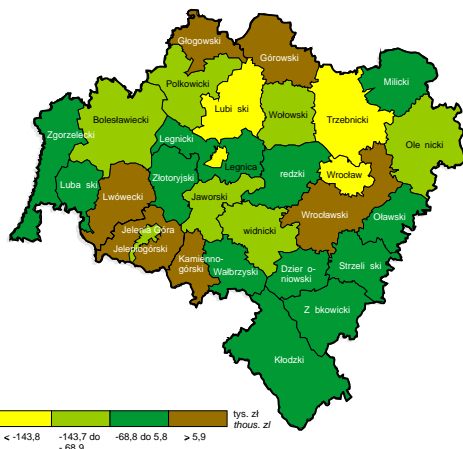 Głogowski
Górowski
Milicki
Polkowicki
Lubi ski
Wołowski
Trzebnicki
Bolesławiecki
Zgorzelecki
Legnicki
Ole nicki
Legnica
Luba ski
Złotoryjski
redzki
Wrocław
Lwówecki
Jaworski
Wrocławski
Oławski
Jelenia Góra
Jeleniogórski
widnicki
Kamienno-
górski
Wałbrzyski
Dzier o-
niowski
Strzeli ski
Z bkowicki
Kłodzki
tys. zł
thous. zl
< -143,8
-143,7 do
- 68,9
-68,8 do 5,8
> 5,9